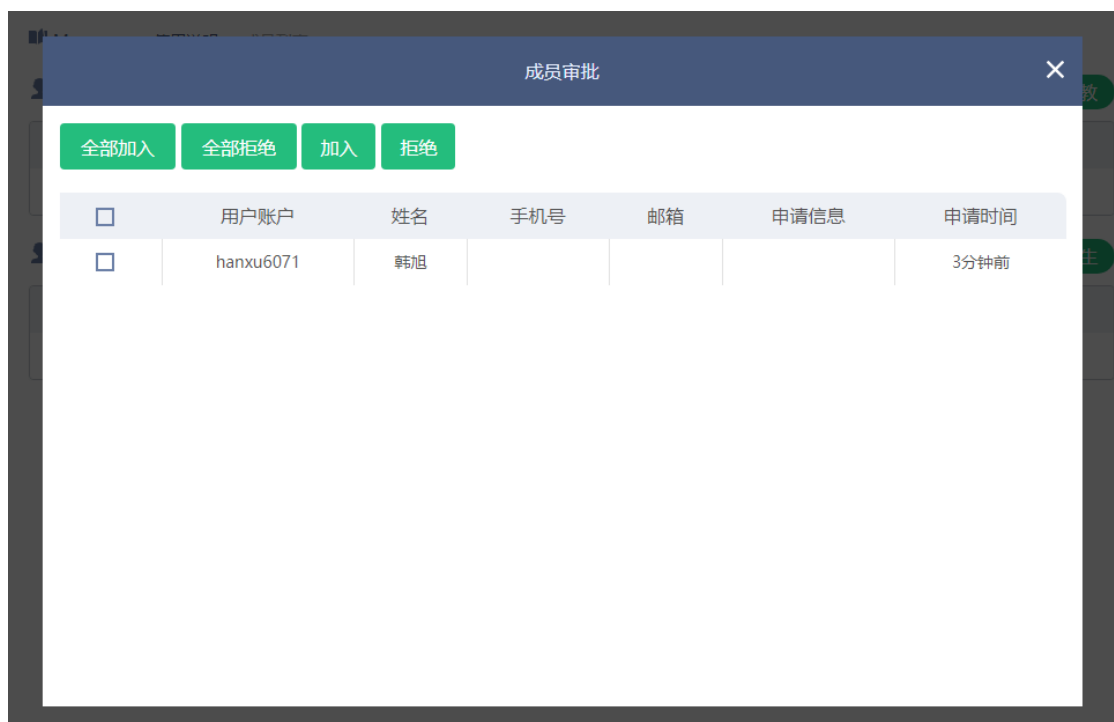 成员审批
教
全部加入 全部拒绝 加入 拒绝
用户账户 姓名 手机号 邮箱 申请信息 申请时间
hanxu6071 韩旭 3分钟前
生